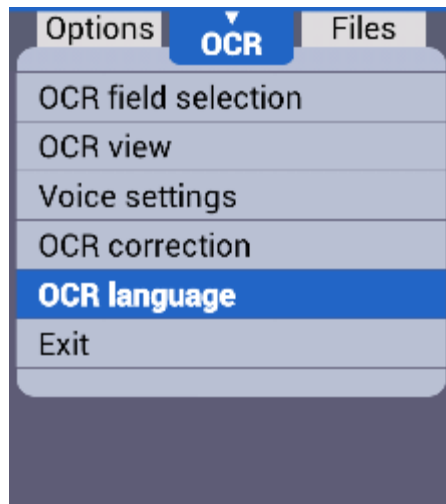 Options OCR Files
OCR field selection
OCR view
Voice settings
OCR correction
OCR language
Exit